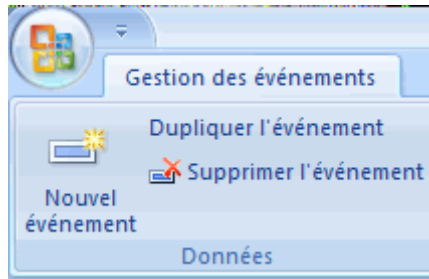 Gestion des événements
Dupliquer l'événement
Supprimer l'événement
Nouvel
événement
Données